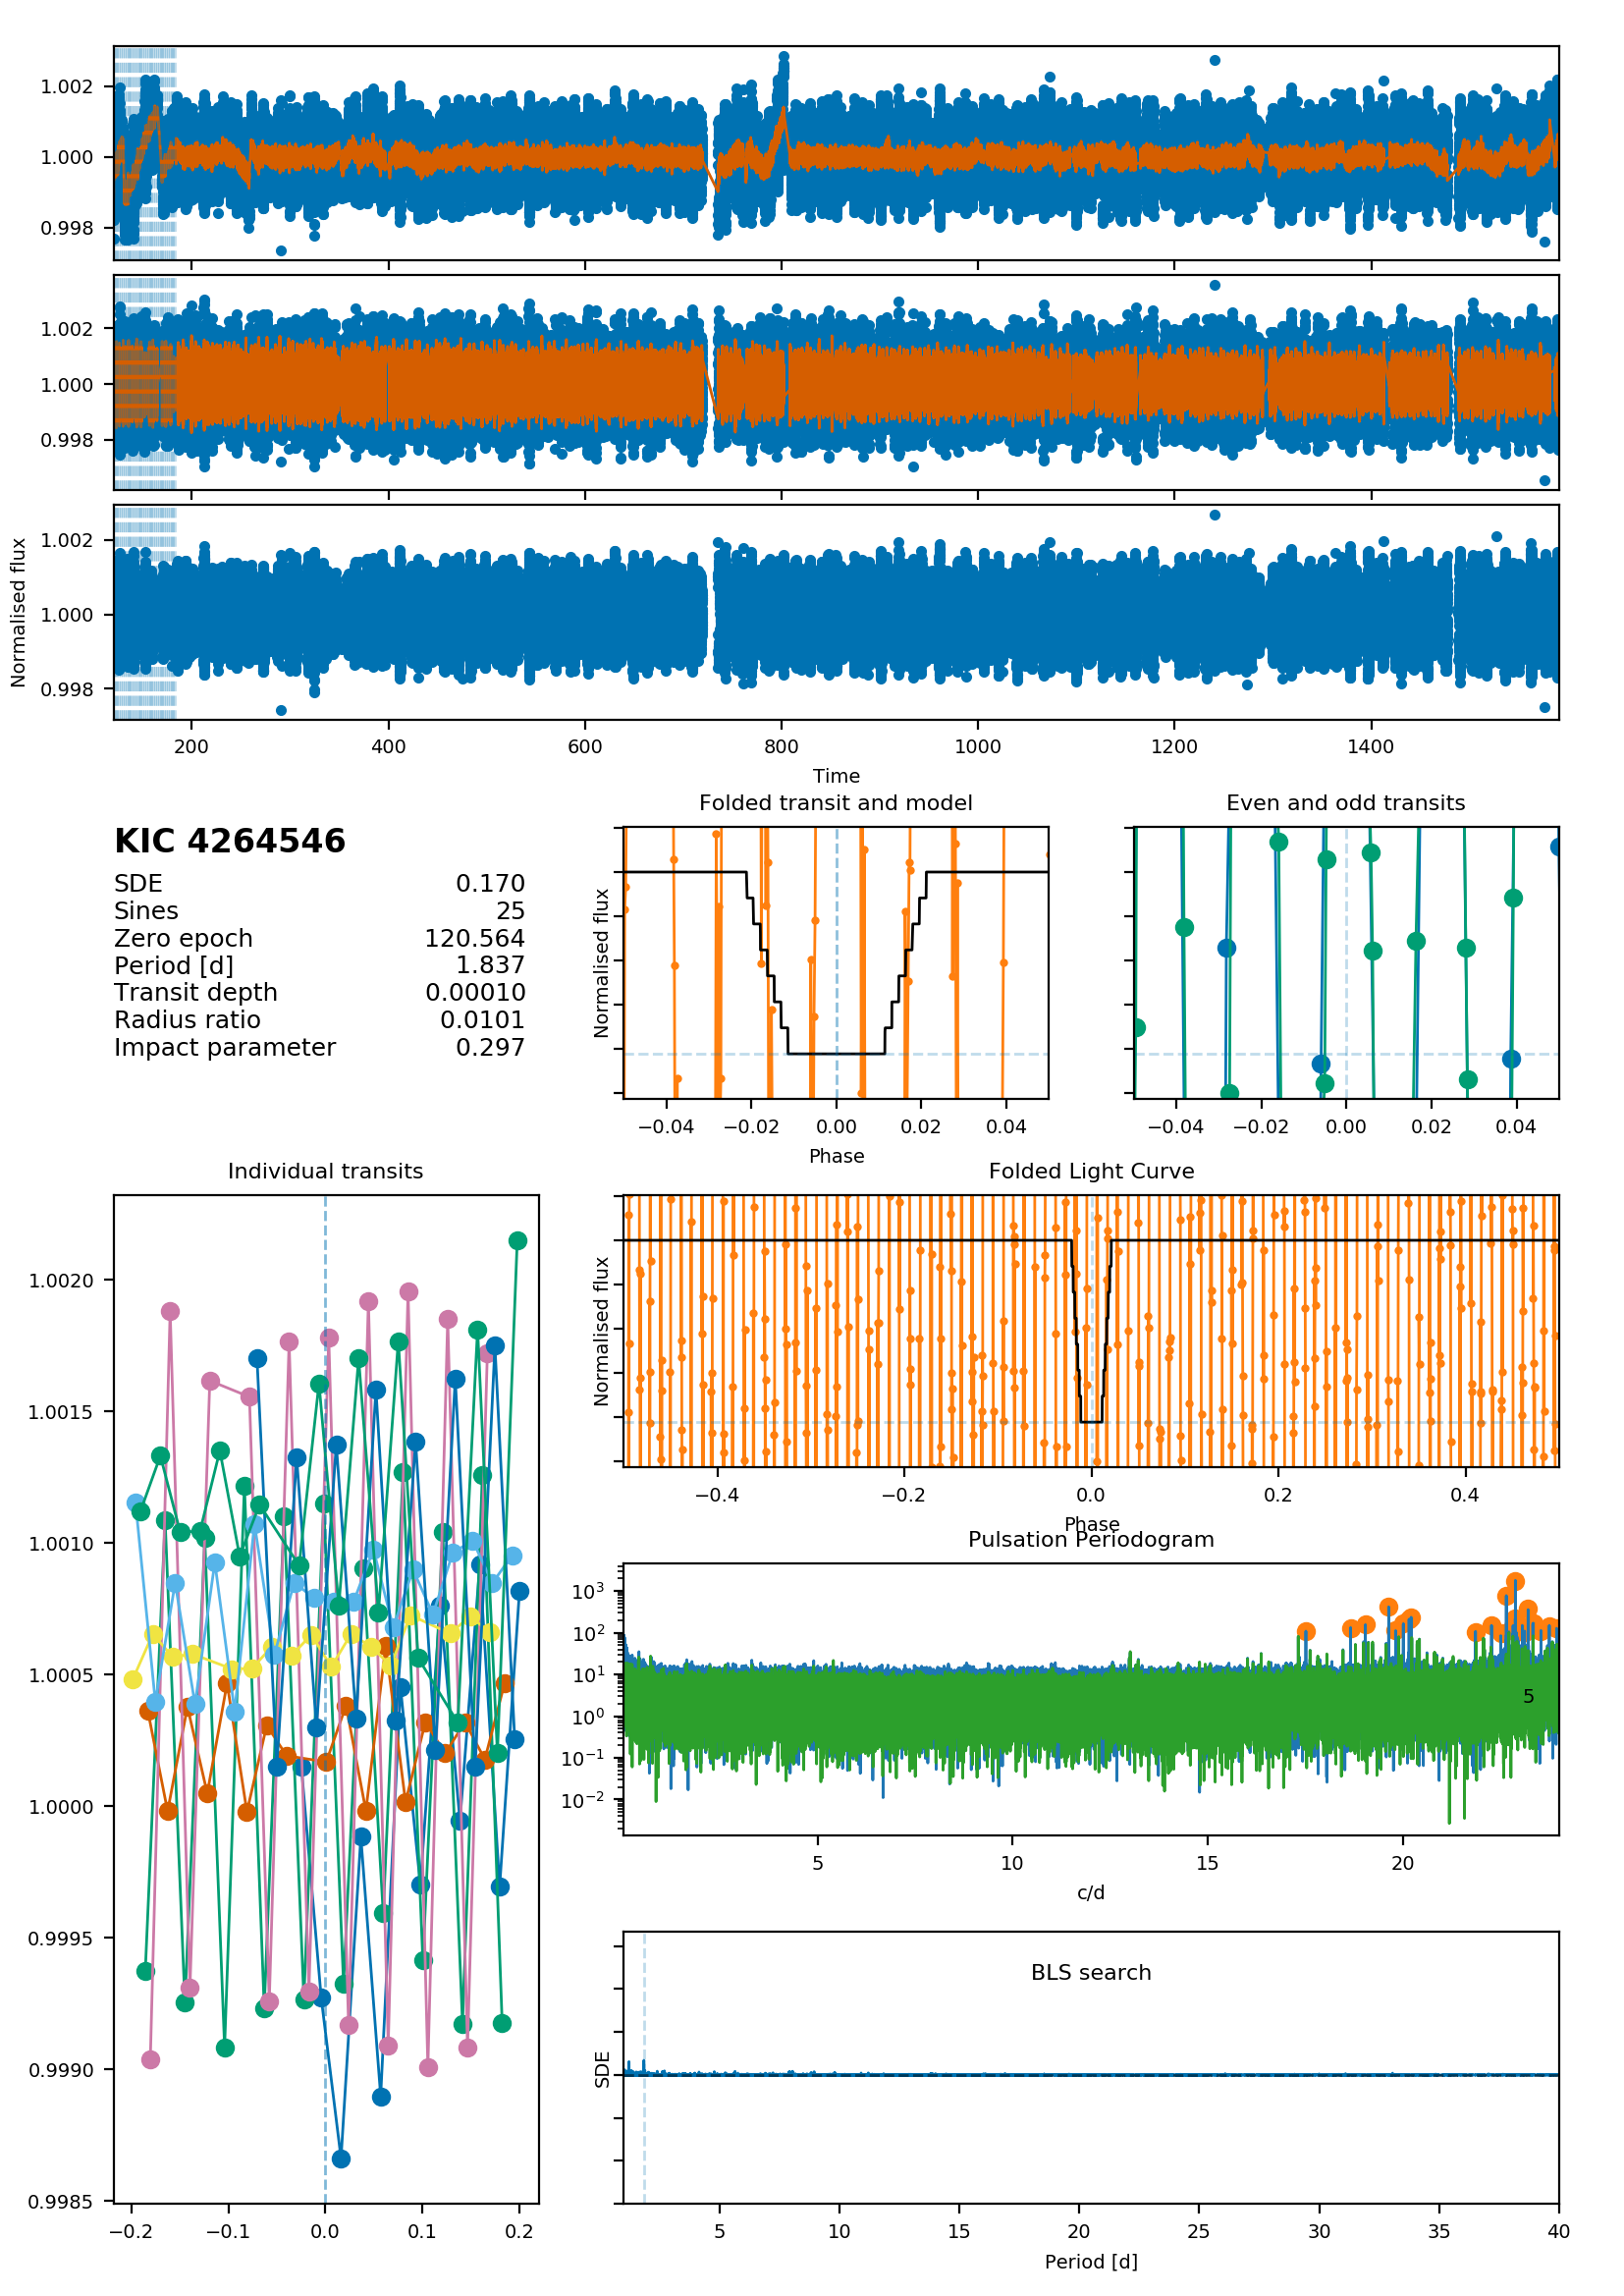 1.002
1.000
0.998
1.002
1.000
0.998
1.002
1.000
0.998
Normalised flux
200 400 600 800 1000 1200 1400
Time
KIC 4264546
SDE 0.170
Sines 25
Zero epoch 120.564
Period [d] 1.837
Transit depth 0.00010
Radius ratio 0.0101
Impact parameter 0.297
Folded transit and model
Normalised flux
−0.04 −0.02 0.00 0.02 0.04
Phase
Even and odd transits
−0.04 −0.02 0.00 0.02 0.04
Individual transits
1.0020
1.0015
1.0010
1.0005
1.0000
0.9995
0.9990
0.9985
−0.2 −0.1 0.0 0.1 0.2
Folded Light Curve
Normalised flux
−0.4 −0.2 0.0 0.2 0.4
Phase
Pulsation Periodogram
10³
10²
10¹
10⁰
10⁻¹
10⁻²
5
5 10 15 20
c/d
BLS search
SDE
5 10 15 20 25 30 35 40
Period [d]